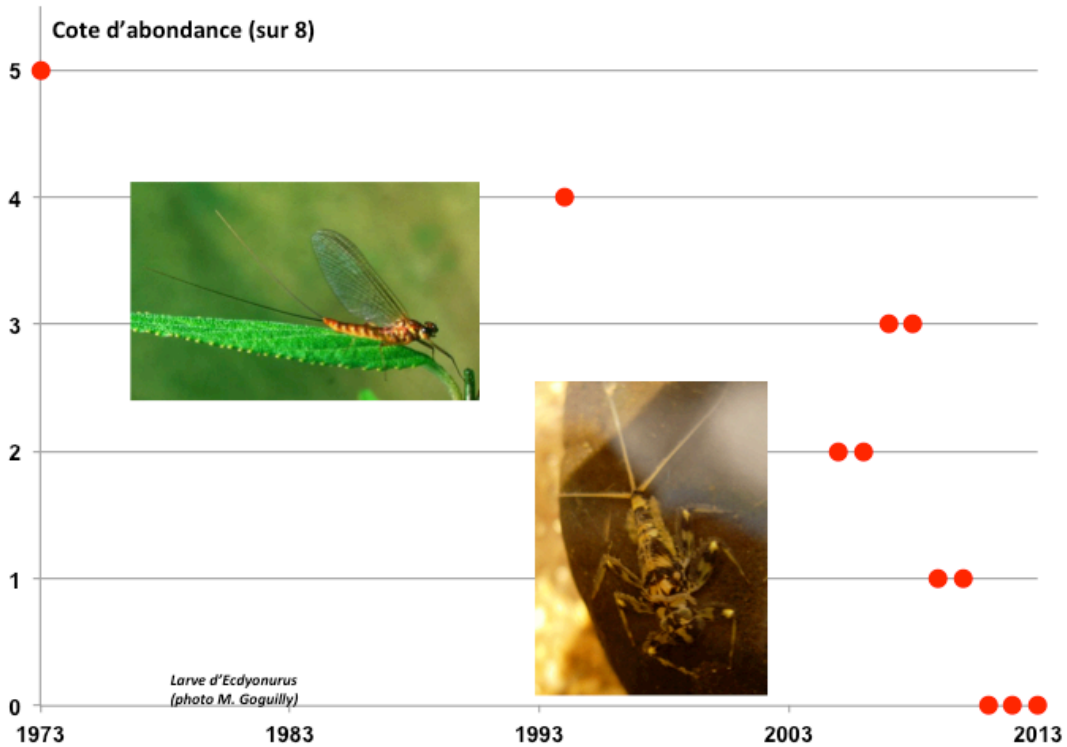 Cote d’abondance (sur 8)
5
4
3
2
1
0
Larve d’Ecdyonurus
(photo M. Goguilly)
1973 1983 1993 2003 2013